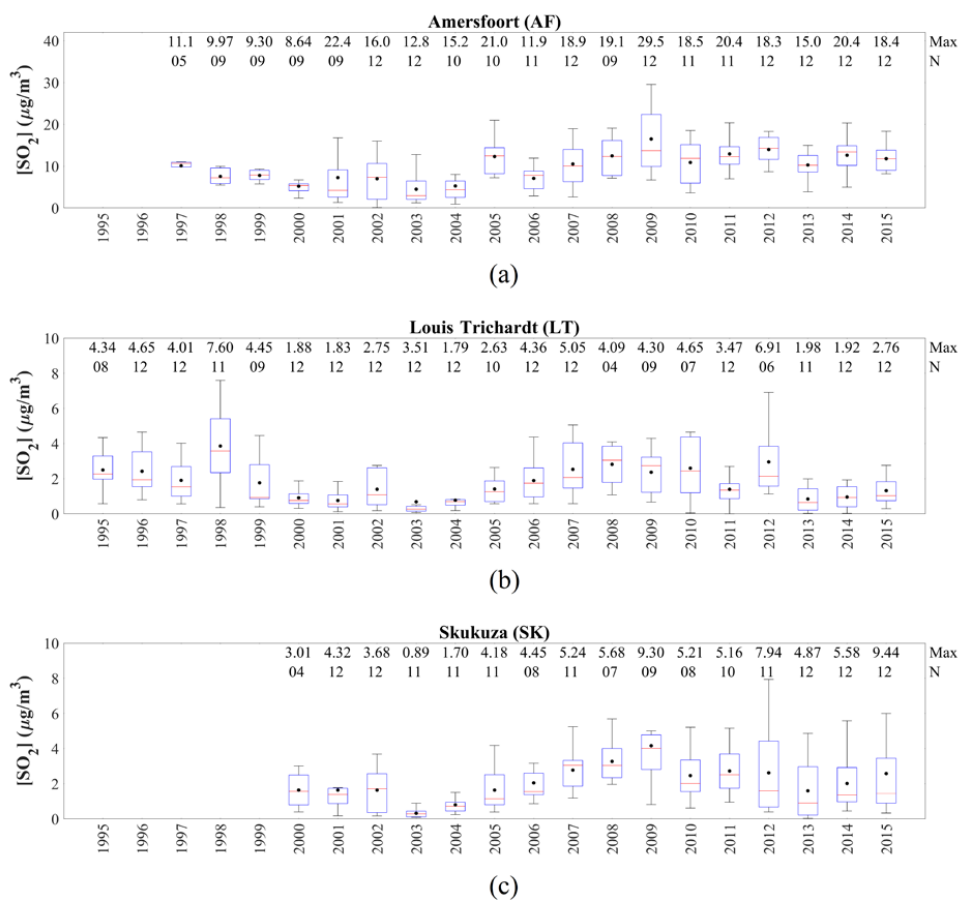 Amersfoort (AF)
40 11.1 9.97 9.30 8.64 22.4 16.0 12.8 15.2 21.0 11.9 18.9 19.1 29.5 18.5 20.4 18.3 15.0 20.4 18.4 Max
05 09 09 09 09 12 12 10 10 11 12 09 12 11 11 12 12 12 12 N
30
20
10
0
[SO2] (µg/m³)
1995 1996 1997 1998 1999 2000 2001 2002 2003 2004 2005 2006 2007 2008 2009 2010 2011 2012 2013 2014 2015
(a)
Louis Trichardt (LT)
10 4.34 4.65 4.01 7.60 4.45 1.88 1.83 2.75 3.51 1.79 2.63 4.36 5.05 4.09 4.30 4.65 3.47 6.91 1.98 1.92 2.76 Max
08 12 12 11 09 12 12 12 12 12 10 12 12 04 09 07 12 06 11 12 12 N
8
6
4
2
0
[SO2] (µg/m³)
1995 1996 1997 1998 1999 2000 2001 2002 2003 2004 2005 2006 2007 2008 2009 2010 2011 2012 2013 2014 2015
(b)
Skukuza (SK)
10 3.01 4.32 3.68 0.89 1.70 4.18 4.45 5.24 5.68 9.30 5.21 5.16 7.94 4.87 5.58 9.44 Max
04 12 12 11 11 11 08 11 07 09 08 10 11 12 12 12 N
8
6
4
2
0
[SO2] (µg/m³)
1995 1996 1997 1998 1999 2000 2001 2002 2003 2004 2005 2006 2007 2008 2009 2010 2011 2012 2013 2014 2015
(c)